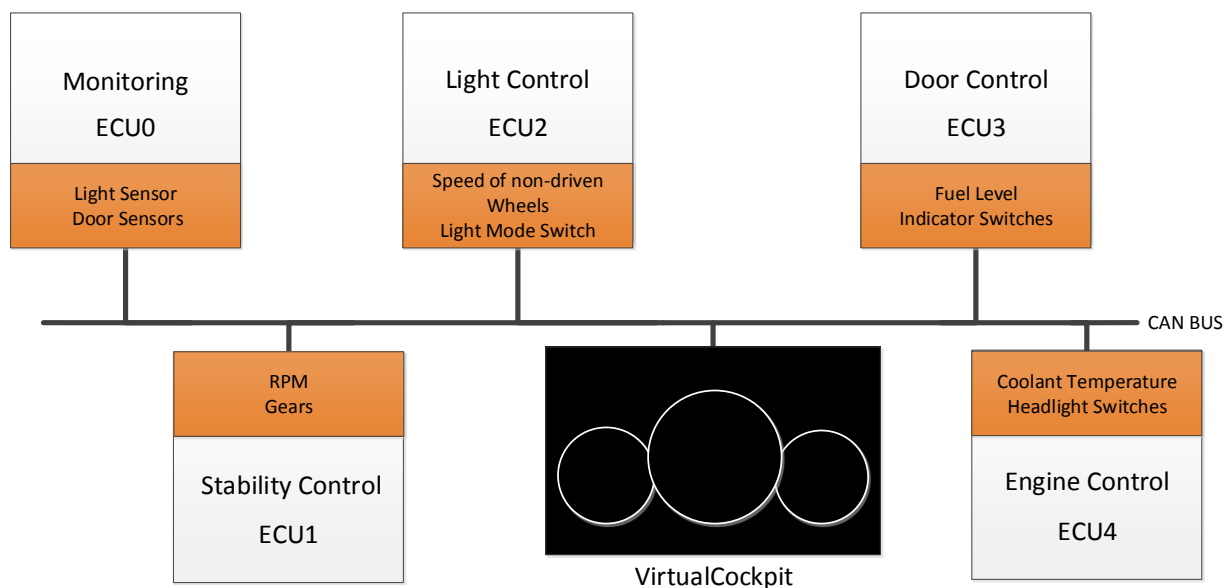 Monitoring
ECU0
Light Sensor
Door Sensors
Light Control
ECU2
Speed of non-driven
Wheels
Light Mode Switch
Door Control
ECU3
Fuel Level
Indicator Switches
CAN BUS
RPM
Gears
Stability Control
ECU1
VirtualCockpit
Coolant Temperature
Headlight Switches
Engine Control
ECU4